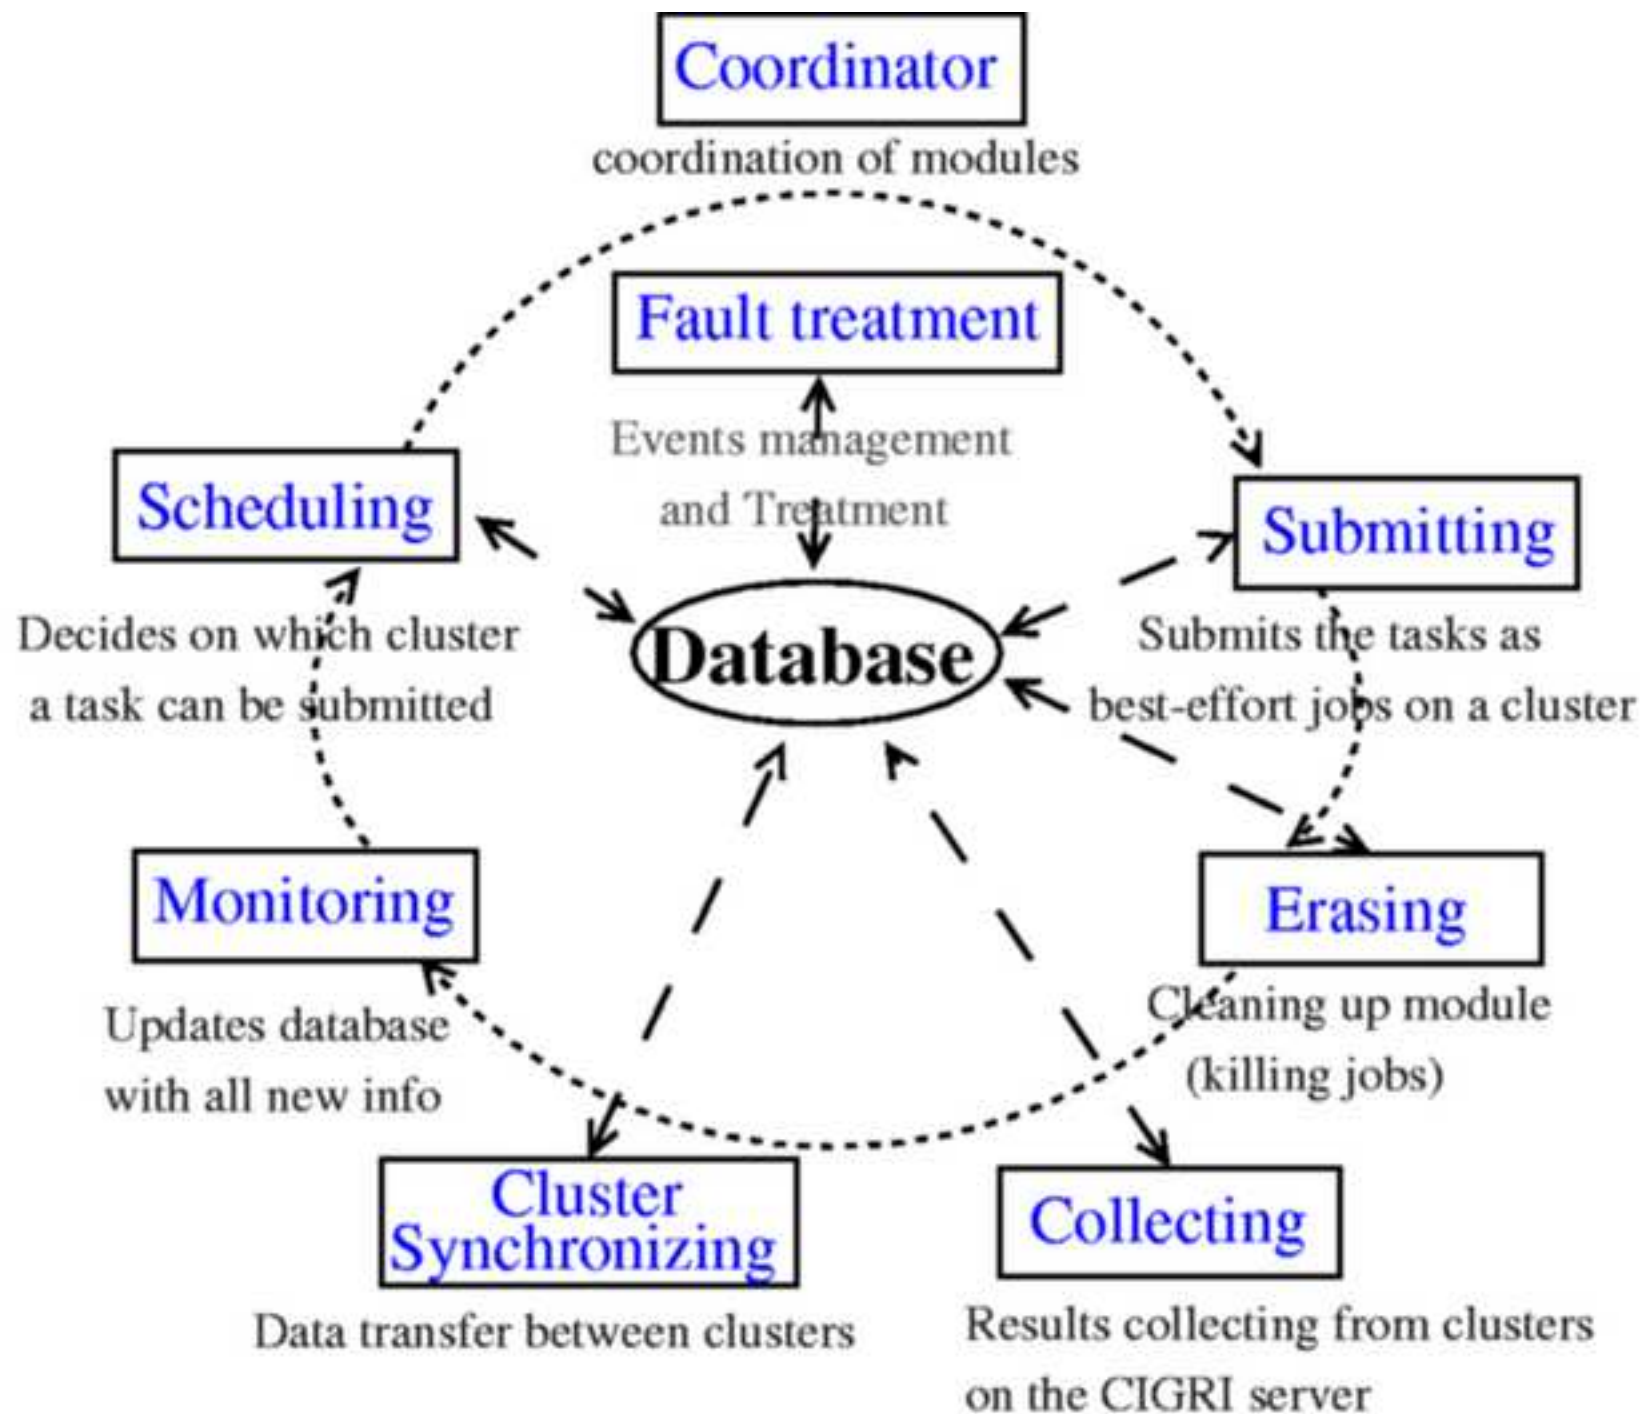 Coordinator
coordination of modules
Fault treatment
Events management
and Treatment
Scheduling
Decides on which cluster
a task can be submitted
Submitting
Submits the tasks as
best-effort jobs on a cluster
Database
Monitoring
Updates database
with all new info
Erasing
Cleaning up module
(killing jobs)
Cluster
Synchronizing
Data transfer between clusters
Collecting
Results collecting from clusters
on the CIGRI server